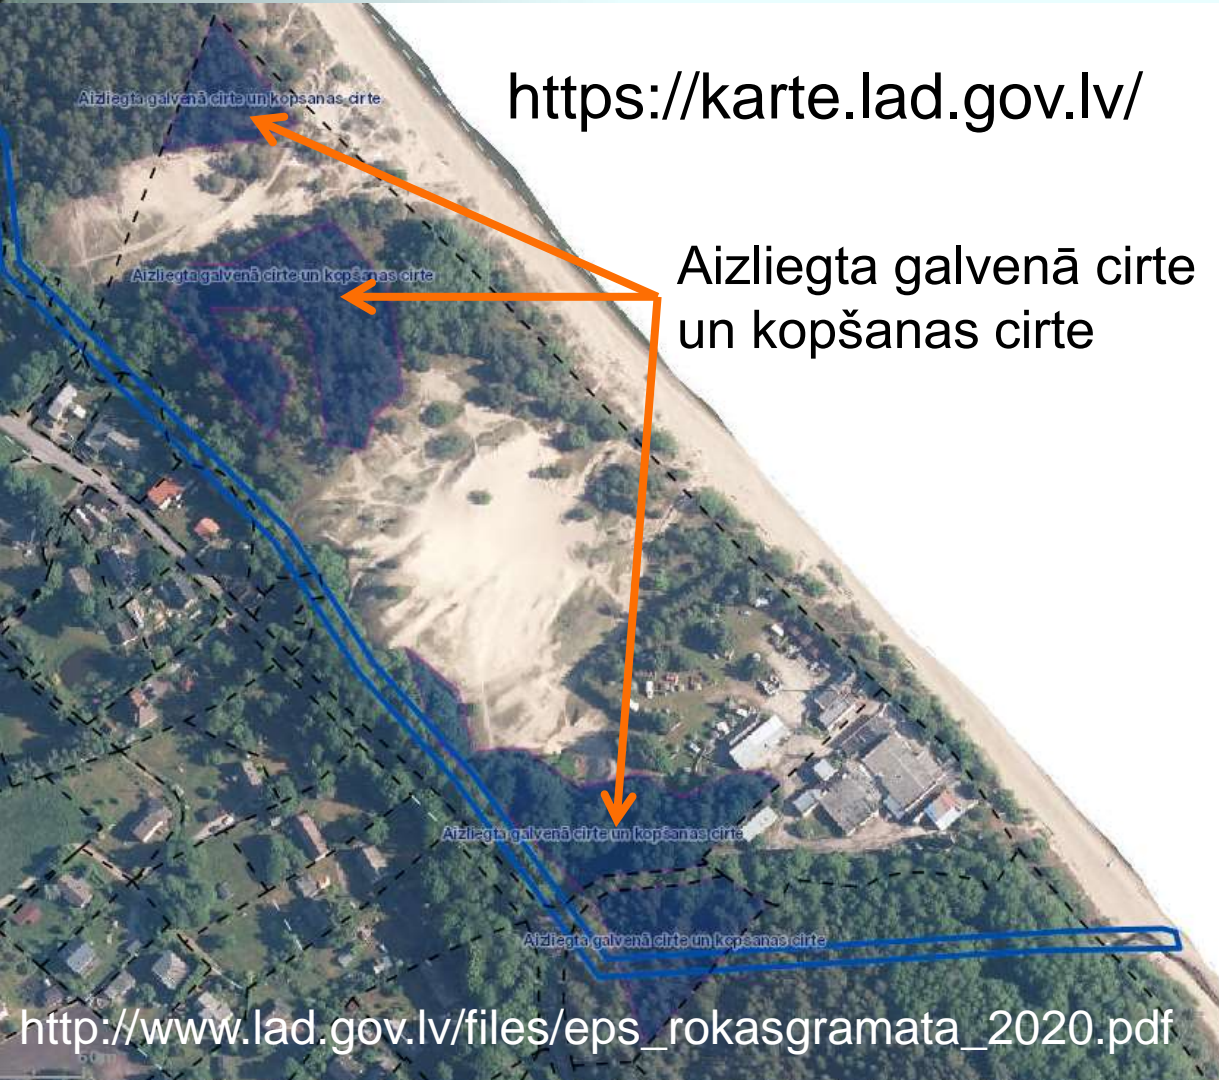 https://karte.lad.gov.lv/
Aizliegta galvenā cirte un kopšanas cirte
Aizliegta galvenā cirte
un kopšanas cirte
Aizliegta galvenā cirte un kopšanas cirte
Aizliegta galvenā cirte un kopšanas cirte
Aizliegta galvenā cirte un kopšanas cirte
http://www.lad.gov.lv/files/eps_rokasgramata_2020.pdf
50m